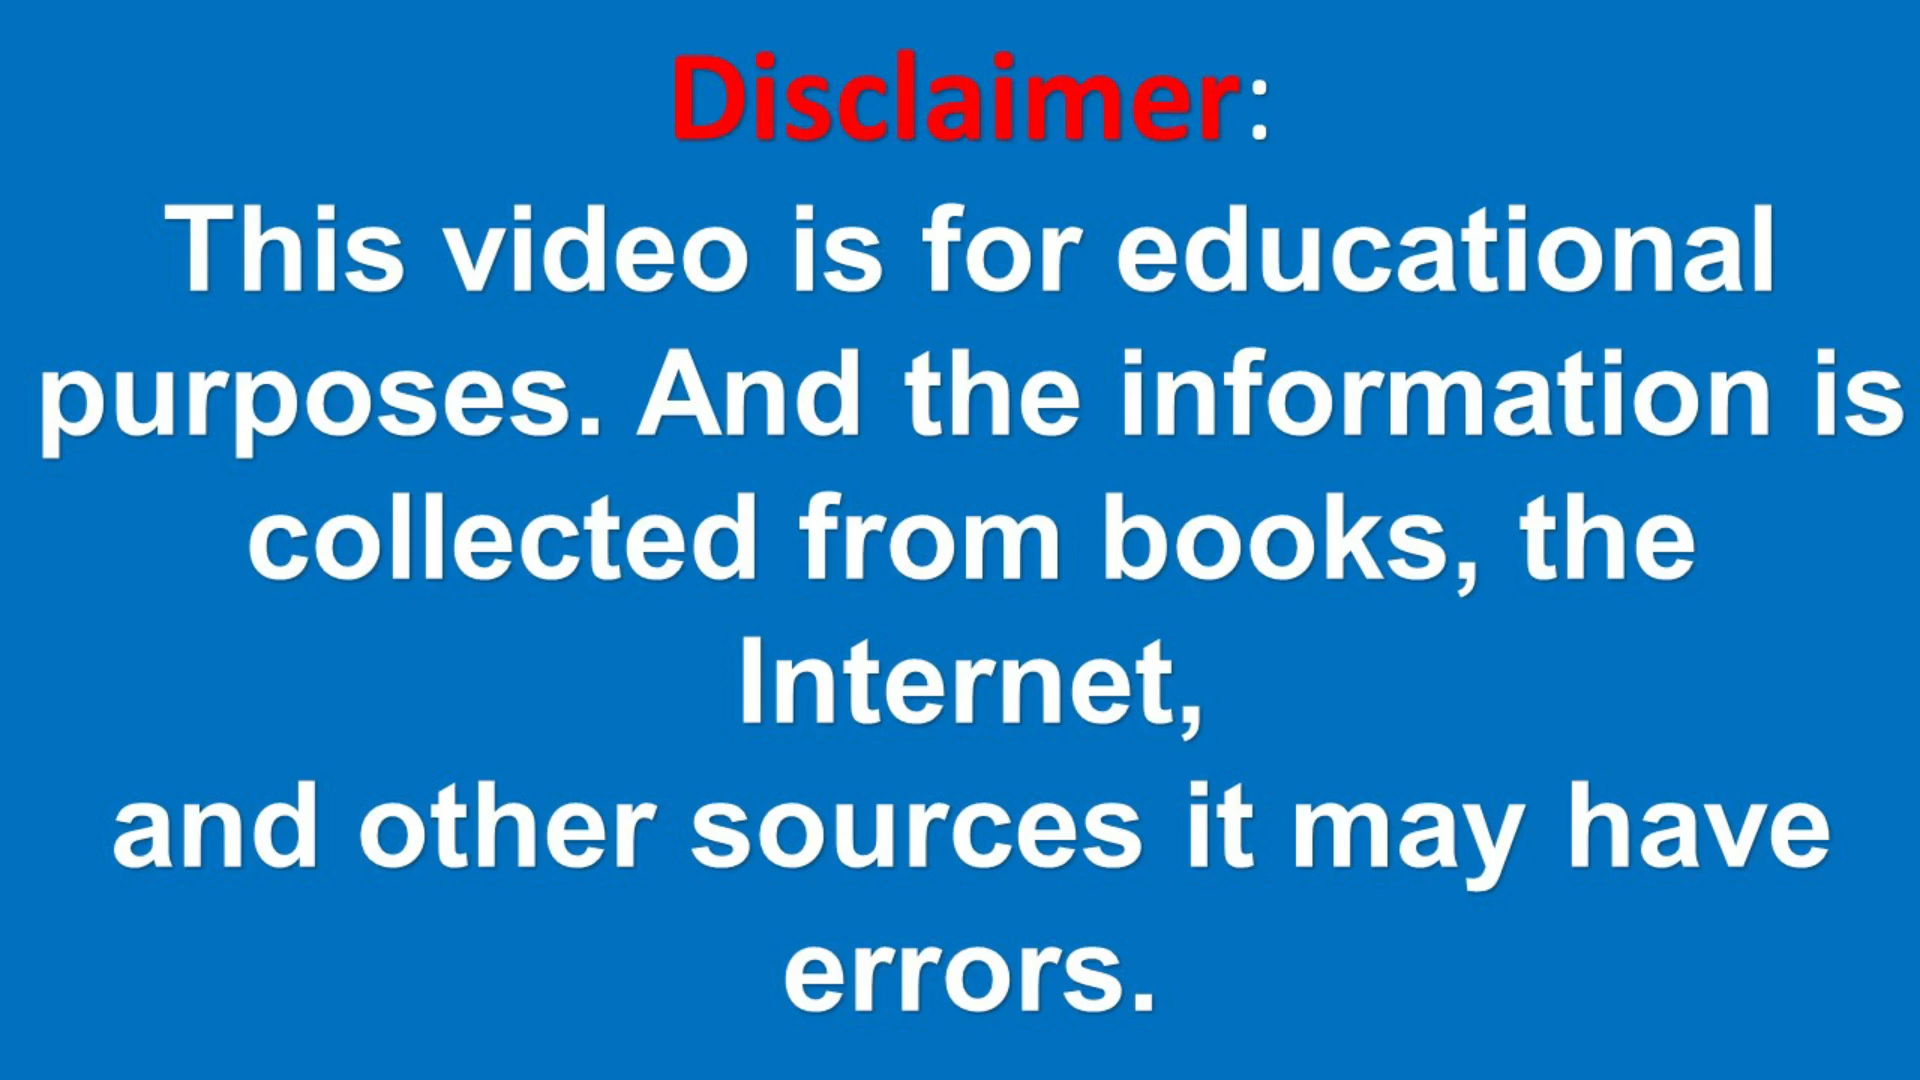 Disclaimer:
This video is for educational
purposes. And the information is
collected from books, the
Internet,
and other sources it may have
errors.